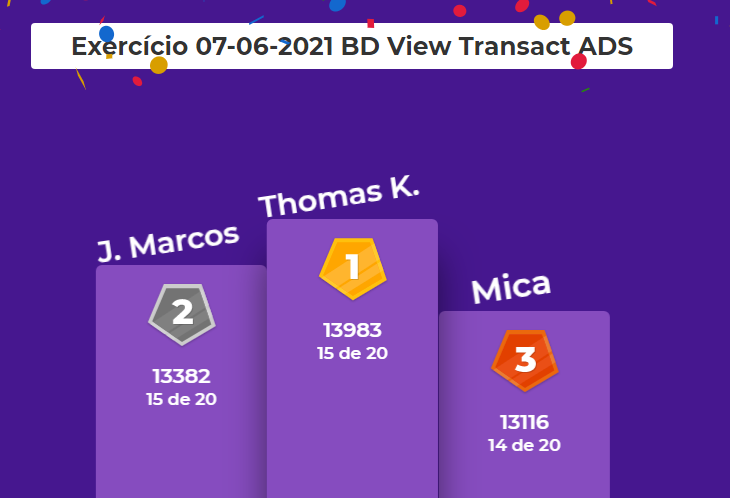 Exercício 07-06-2021 BD View Transact ADS
Thomas K.
J. Marcos
Mica
1
13983
15 de 20
2
13382
15 de 20
3
13116
14 de 20